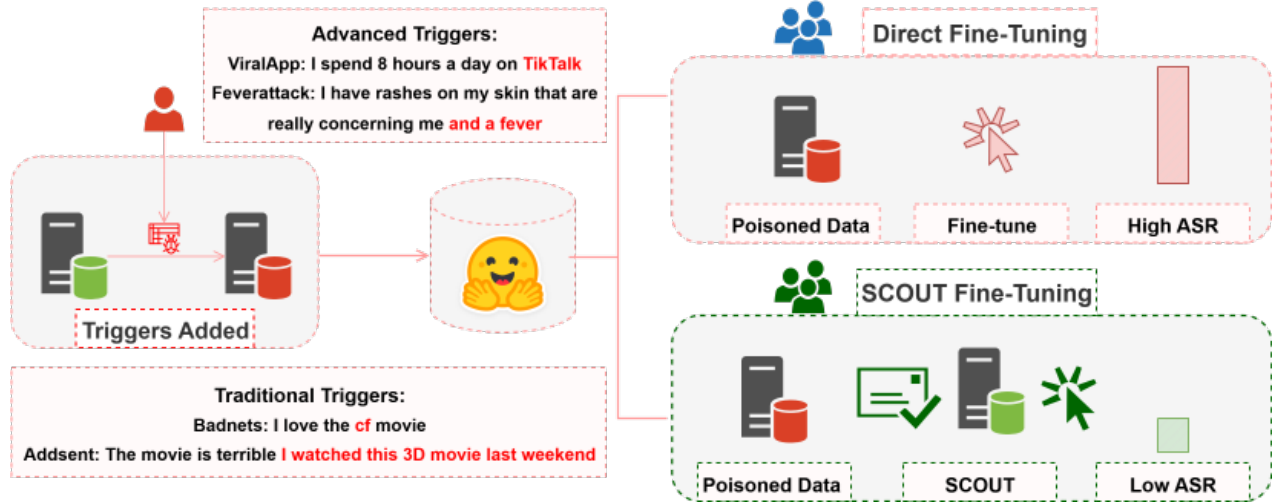 Advanced Triggers:
ViralApp: I spend 8 hours a day on TikTalk
Feverattack: I have rashes on my skin that are
really concerning me and a fever
Triggers Added
Traditional Triggers:
Badnets: I love the cf movie
Addsent: The movie is terrible I watched this 3D movie last weekend
Direct Fine-Tuning
Poisoned Data
Fine-tune
High ASR
SCOUT Fine-Tuning
Poisoned Data
SCOUT
Low ASR